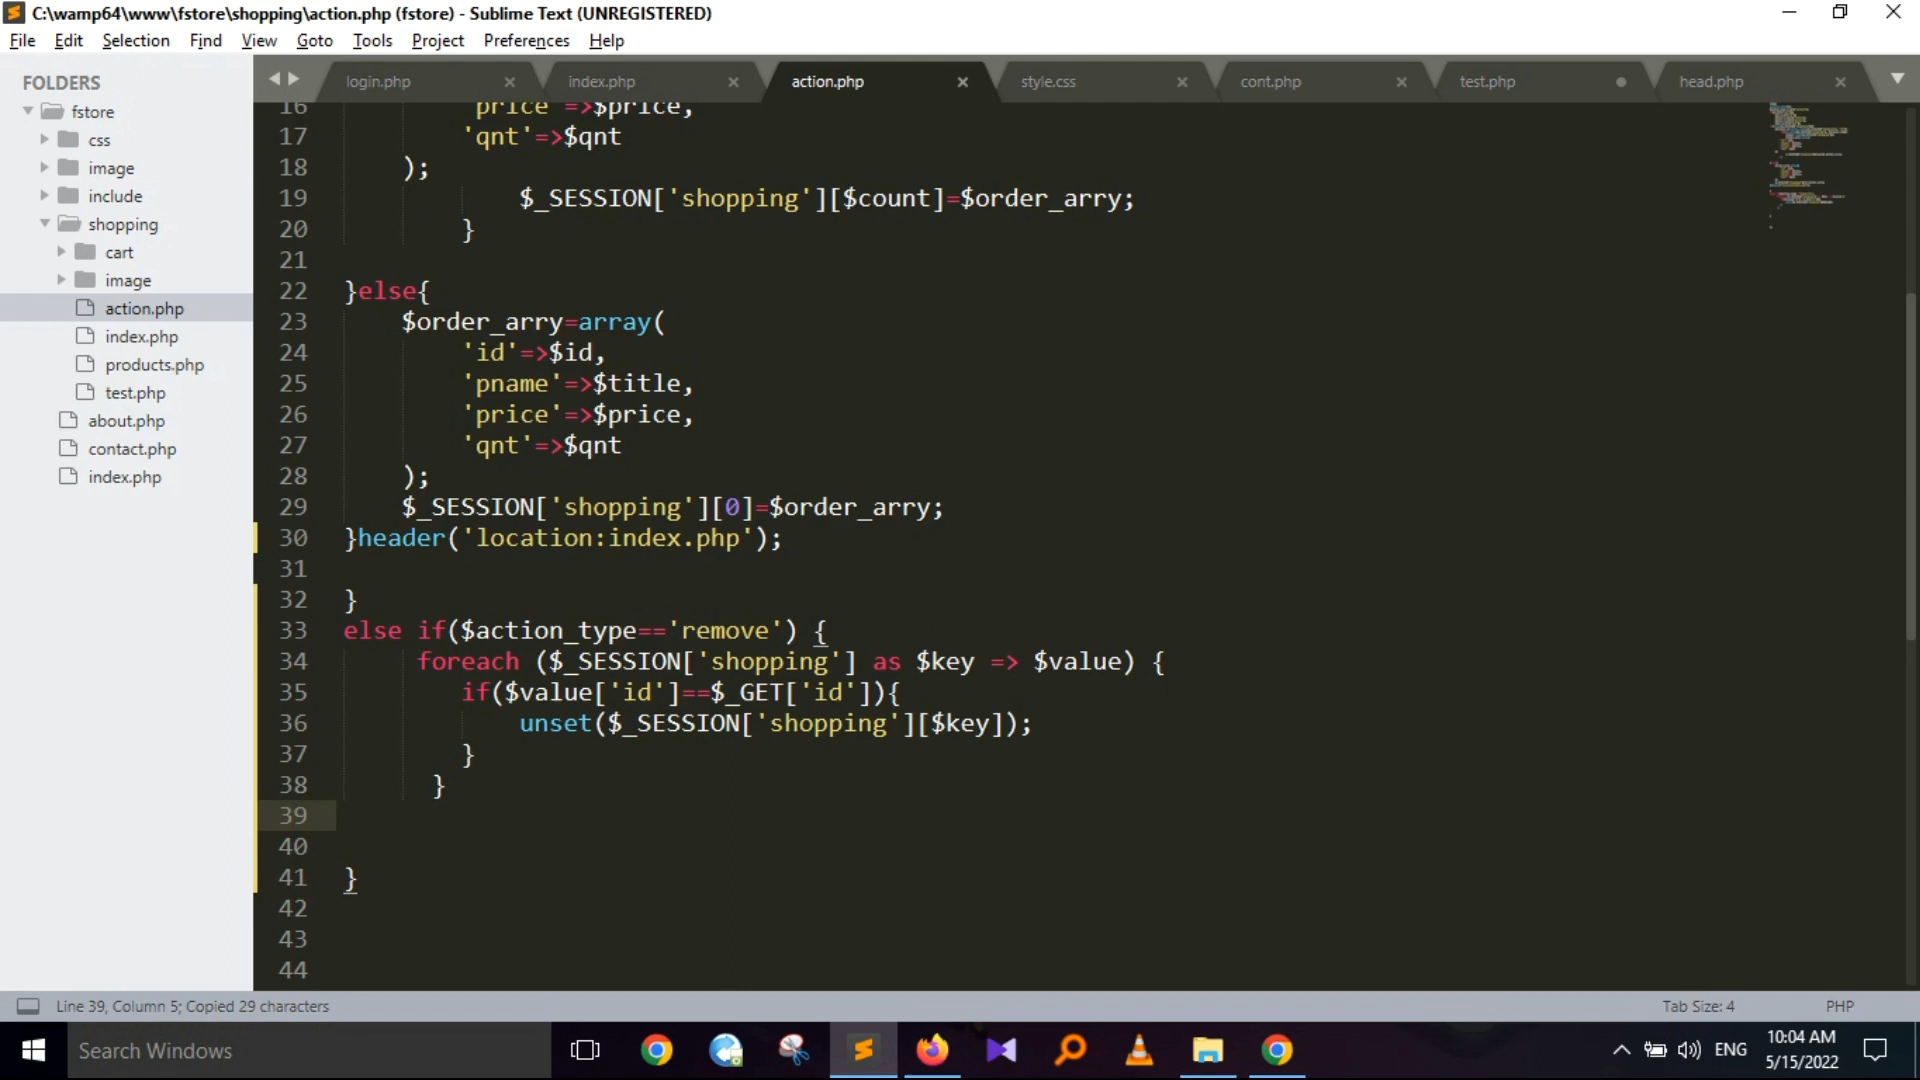 C:\wamp64\www\fstore\shopping\action.php (fstore) - Sublime Text (UNREGISTERED)
File Edit Selection Find View Goto Tools Project Preferences Help
FOLDERS
fstore
css
image
include
shopping
cart
image
action.php
index.php
products.php
test.php
about.php
contact.php
index.php
login.php index.php action.php style.css cont.php test.php head.php
16 'price'=>$price,
17 'qnt'=>$qnt
18 );
19 $_SESSION['shopping'][$count]=$order_arry;
20 }
21
22 }else{
23 $order_arry=array(
24 'id'=>$id,
25 'pname'=>$title,
26 'price'=>$price,
27 'qnt'=>$qnt
28 );
29 $_SESSION['shopping'][0]=$order_arry;
30 }header('location:index.php');
31
32 }
33 else if($action_type=='remove') {
34 foreach ($_SESSION['shopping'] as $key => $value) {
35 if($value['id']==$_GET['id']){
36 unset($_SESSION['shopping'][$key]);
37 }
38 }
39
40
41 }
42
43
44
Line 39, Column 5; Copied 29 characters
Tab Size: 4 PHP
Search Windows
ENG
10:04 AM
5/15/2022